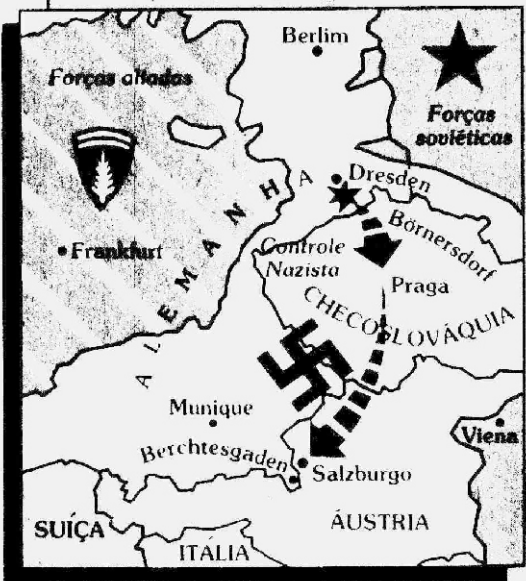 Berlim
Forças aliadas
Forças
soviéticas
Dresden
ALEMANHA
Börnersdorf
Frankfurt
Controle
Nazista
Praga
CHECOSLOVÁQUIA
Munique
Viena
Berchtesgaden
Salzburgo
SUÍÇA
ÁUSTRIA
ITÁLIA